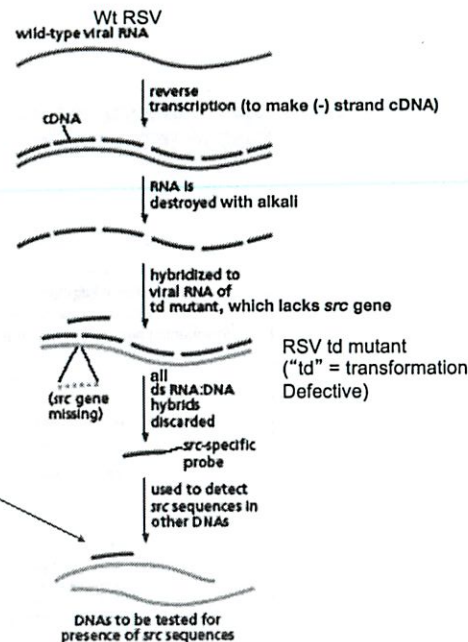 Wt RSV
wild-type viral RNA
reverse
transcription (to make (-) strand cDNA)
cDNA
RNA is
destroyed with alkali
hybridized to
viral RNA of
td mutant, which lacks src gene
RSV td mutant
("td" = transformation
Defective)
(src gene
missing)
all
ds RNA:DNA
hybrids
discarded
src-specific
probe
used to detect
src sequences in
other DNAs
DNAs to be tested for
presence of src sequences